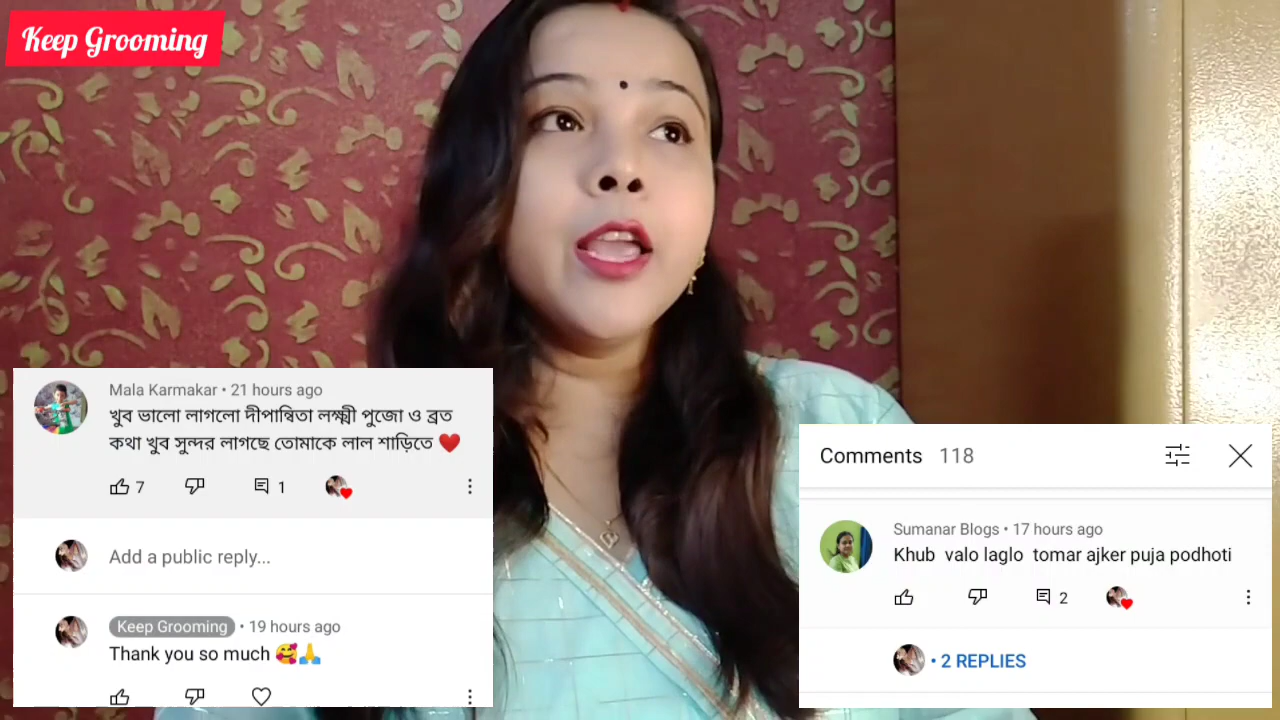 Keep Grooming
Mala Karmakar • 21 hours ago
খুব ভালো লাগলো দীপান্বিতা লক্ষ্মী পুজো ও ব্রত
কথা খুব সুন্দর লাগছে তোমাকে লাল শাড়িতে ❤️
7
1
Add a public reply...
Keep Grooming • 19 hours ago
Thank you so much 🥰🙏
Comments 118
Sumanar Blogs • 17 hours ago
Khub valo laglo tomar ajker puja podhoti
2
• 2 REPLIES